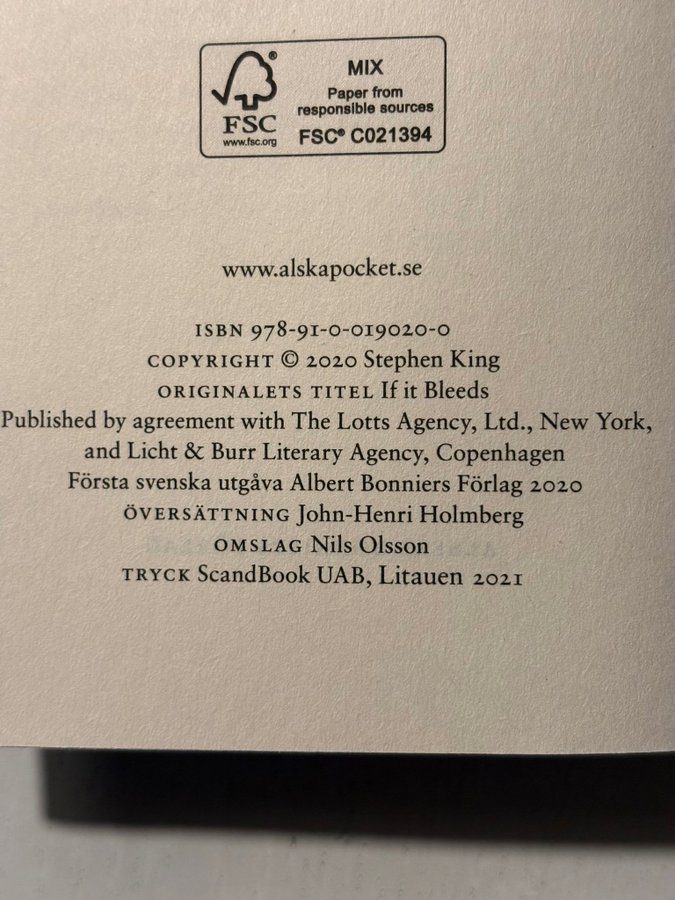 MIX
Paper from
responsible sources
FSC® C021394
®
FSC
www.fsc.org
www.alskapocket.se
ISBN 978-91-0-019020-0
COPYRIGHT © 2020 Stephen King
ORIGINALETS TITEL If it Bleeds
Published by agreement with The Lotts Agency, Ltd., New York,
and Licht & Burr Literary Agency, Copenhagen
Första svenska utgåva Albert Bonniers Förlag 2020
ÖVERSÄTTNING John-Henri Holmberg
OMSLAG Nils Olsson
TRYCK ScandBook UAB, Litauen 2021